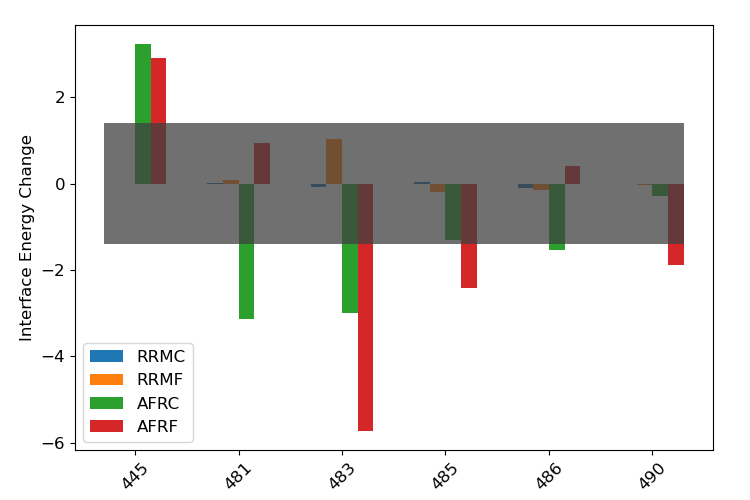 Interface Energy Change
2
0
−2
−4
−6
RRMC
RRMF
AFRC
AFRF
445 481 483 485 486 490